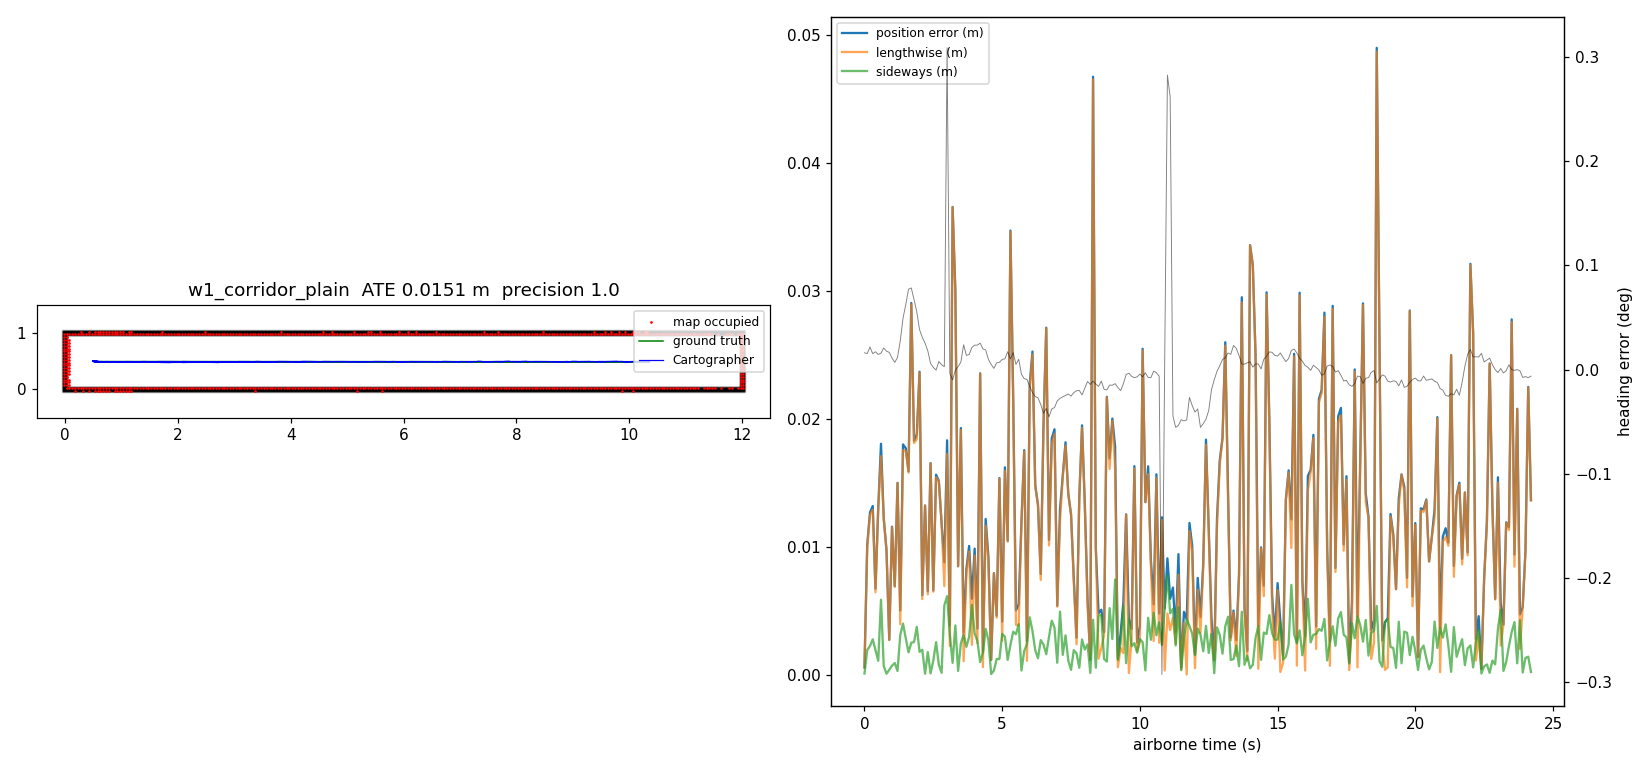 w1_corridor_plain ATE 0.0151 m precision 1.0
map occupied
ground truth
Cartographer
1
0
0 2 4 6 8 10 12
position error (m)
lengthwise (m)
sideways (m)
0.05
0.04
0.03
0.02
0.01
0.00
0 5 10 15 20 25
airborne time (s)
0.3
0.2
0.1
0.0
−0.1
−0.2
−0.3
heading error (deg)